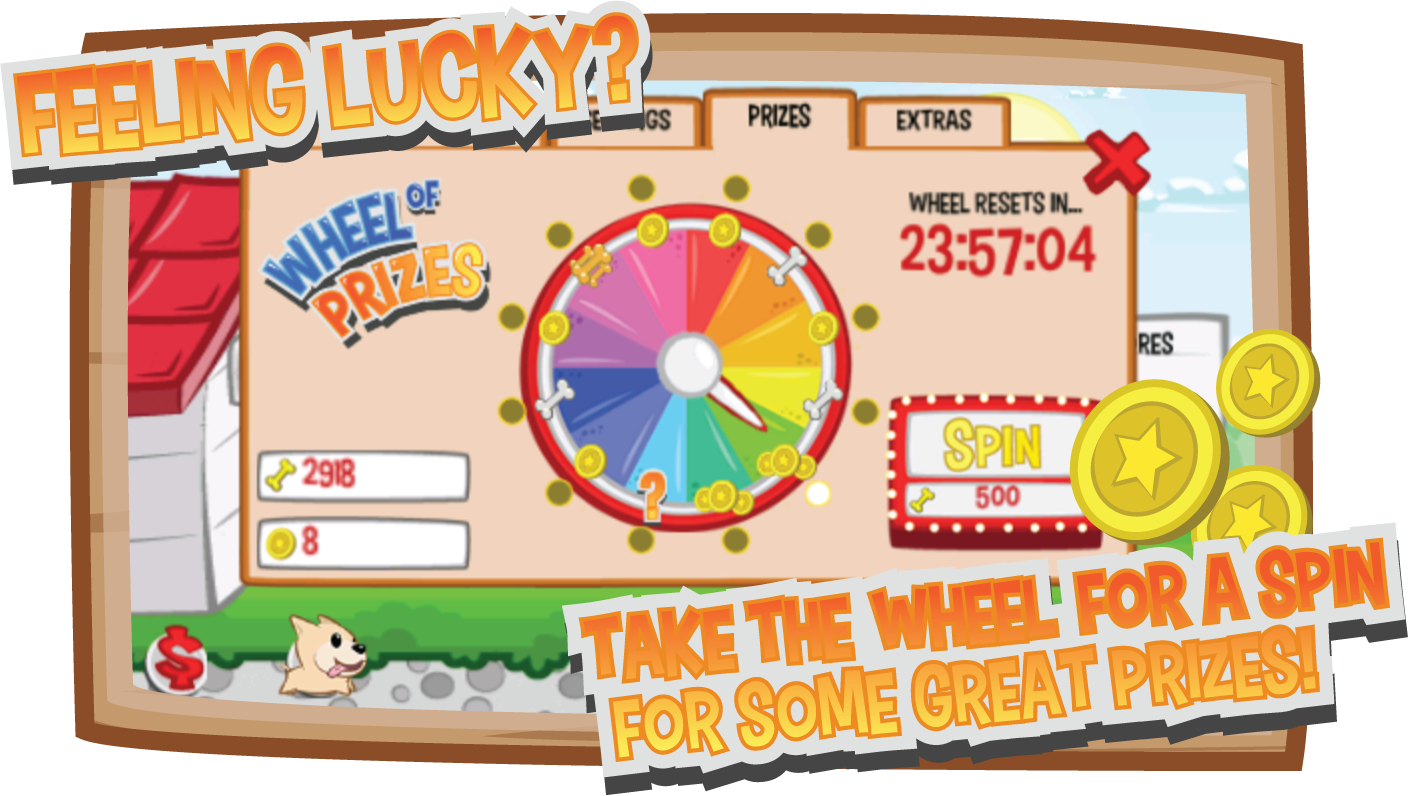 FEELING LUCKY?
PRIZES
EXTRAS
WHEEL OF
PRIZES
WHEEL RESETS IN...
23:57:04
2918
8
?
SPIN
500
$
TAKE THE WHEEL FOR A SPIN
FOR SOME GREAT PRIZES!